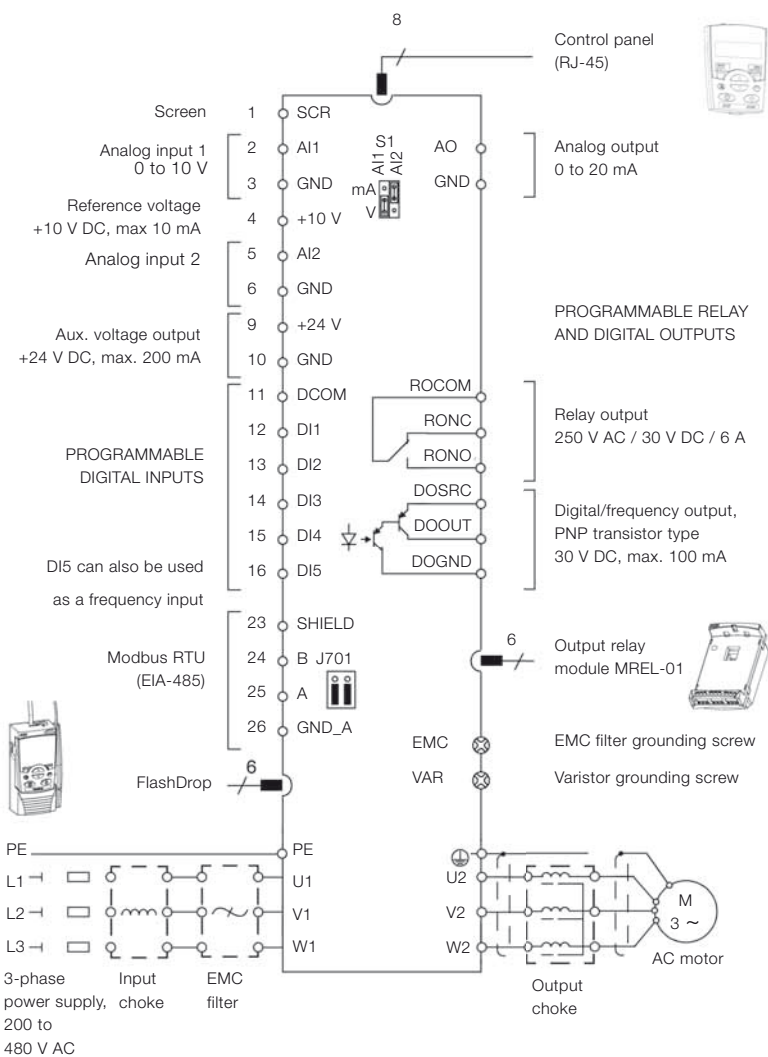 8
Control panel
(RJ-45)
Screen 1 SCR
Analog input 1
0 to 10 V
2 AI1
3 GND
S1
AI1
AI2
mA
V
AO
GND
Analog output
0 to 20 mA
Reference voltage
+10 V DC, max 10 mA
4 +10 V
Analog input 2
5 AI2
6 GND
Aux. voltage output
+24 V DC, max. 200 mA
9 +24 V
10 GND
PROGRAMMABLE RELAY
AND DIGITAL OUTPUTS
PROGRAMMABLE
DIGITAL INPUTS
11 DCOM
12 DI1
13 DI2
14 DI3
15 DI4
16 DI5
DI5 can also be used
as a frequency input
ROCOM
RONC
RONO
Relay output
250 V AC / 30 V DC / 6 A
DOSRC
DOOUT
DOGND
Digital/frequency output,
PNP transistor type
30 V DC, max. 100 mA
Modbus RTU
(EIA-485)
23 SHIELD
24 B J701
25 A
26 GND_A
6
Output relay
module MREL-01
EMC EMC filter grounding screw
VAR Varistor grounding screw
FlashDrop 6
PE PE
L1 U1 U2
L2 V1 V2
L3 W1 W2
M
3 ~
AC motor
3-phase
power supply,
200 to
480 V AC
Input
choke
EMC
filter
Output
choke